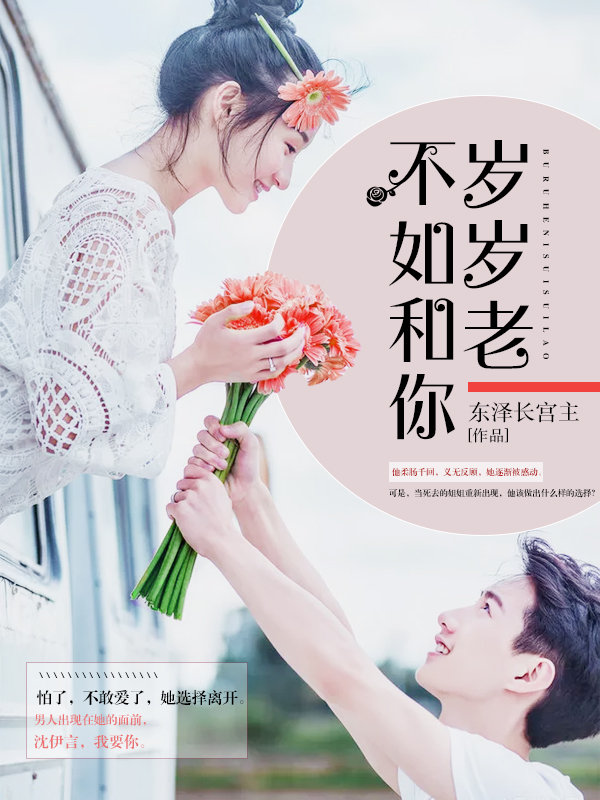 不如和你
岁岁老
BURUHENISUISUILAO
东泽长宫主
[作品]
他柔肠千回，义无反顾，她逐渐被感动。
可是，当死去的姐姐重新出现，他该做出什么样的选择？
怕了，不敢爱了，她选择离开。
男人出现在她的面前，
沈伊言，我要你。